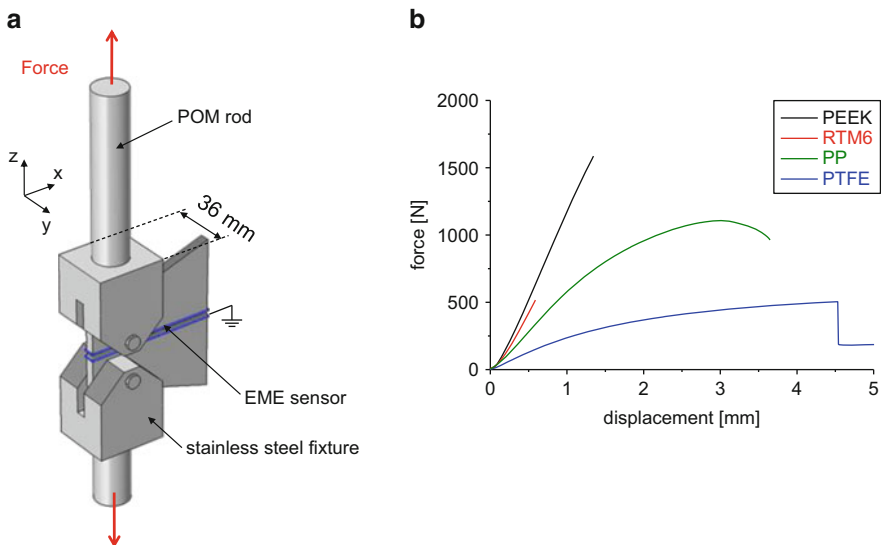 a
Force
POM rod
z
x
y
36 mm
EME sensor
stainless steel fixture
b
2000
1500
1000
500
0
force [N]
PEEK
RTM6
PP
PTFE
0 1 2 3 4 5
displacement [mm]